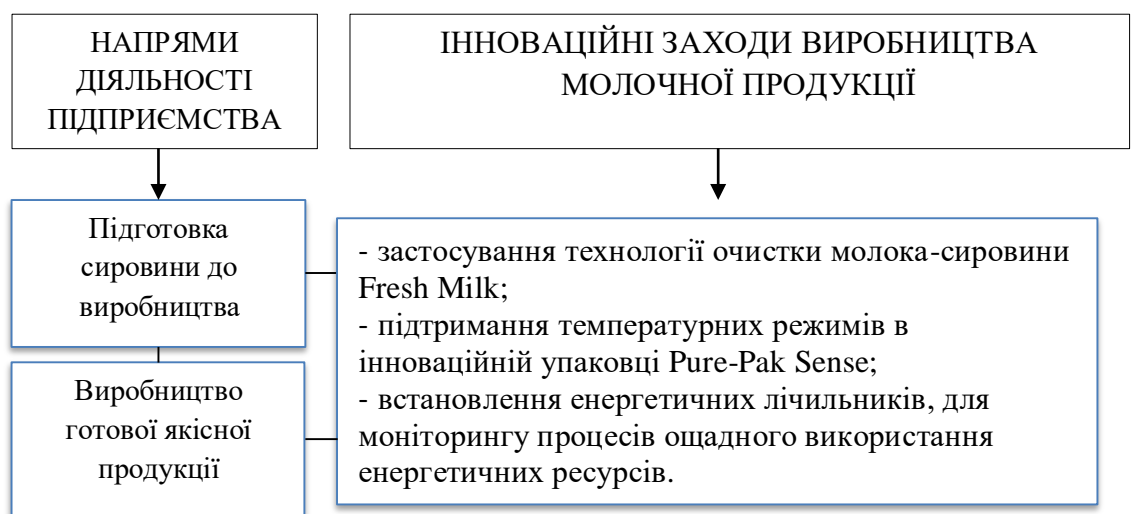 НАПРЯМИ
ДІЯЛЬНОСТІ
ПІДПРИЄМСТВА
ІННОВАЦІЙНІ ЗАХОДИ ВИРОБНИЦТВА
МОЛОЧНОЇ ПРОДУКЦІЇ
Підготовка
сировини до
виробництва
Виробництво
готової якісної
продукції
- застосування технології очистки молока-сировини
Fresh Milk;
- підтримання температурних режимів в
інноваційній упаковці Pure-Pak Sense;
- встановлення енергетичних лічильників, для
моніторингу процесів ощадного використання
енергетичних ресурсів.